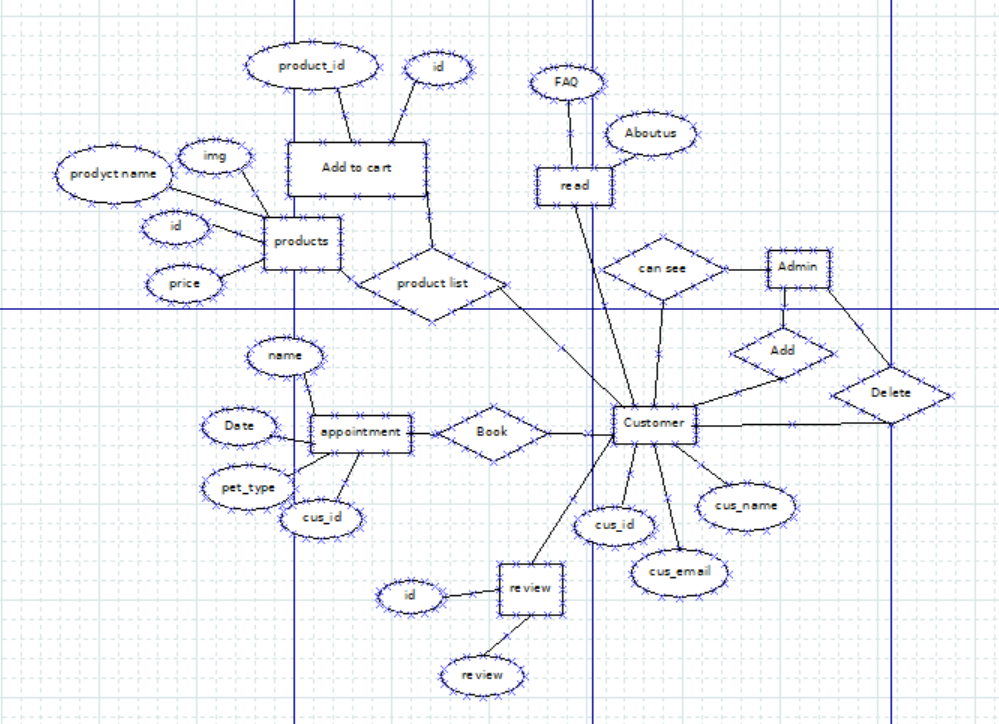 product_id
id
FAQ
Aboutus
img
prodyct name
Add to cart
read
id
products
can see
Admin
price
product list
name
Add
Delete
Date
appointment
Book
Customer
pet_type
cus_id
cus_id
cus_name
cus_email
id
review
review